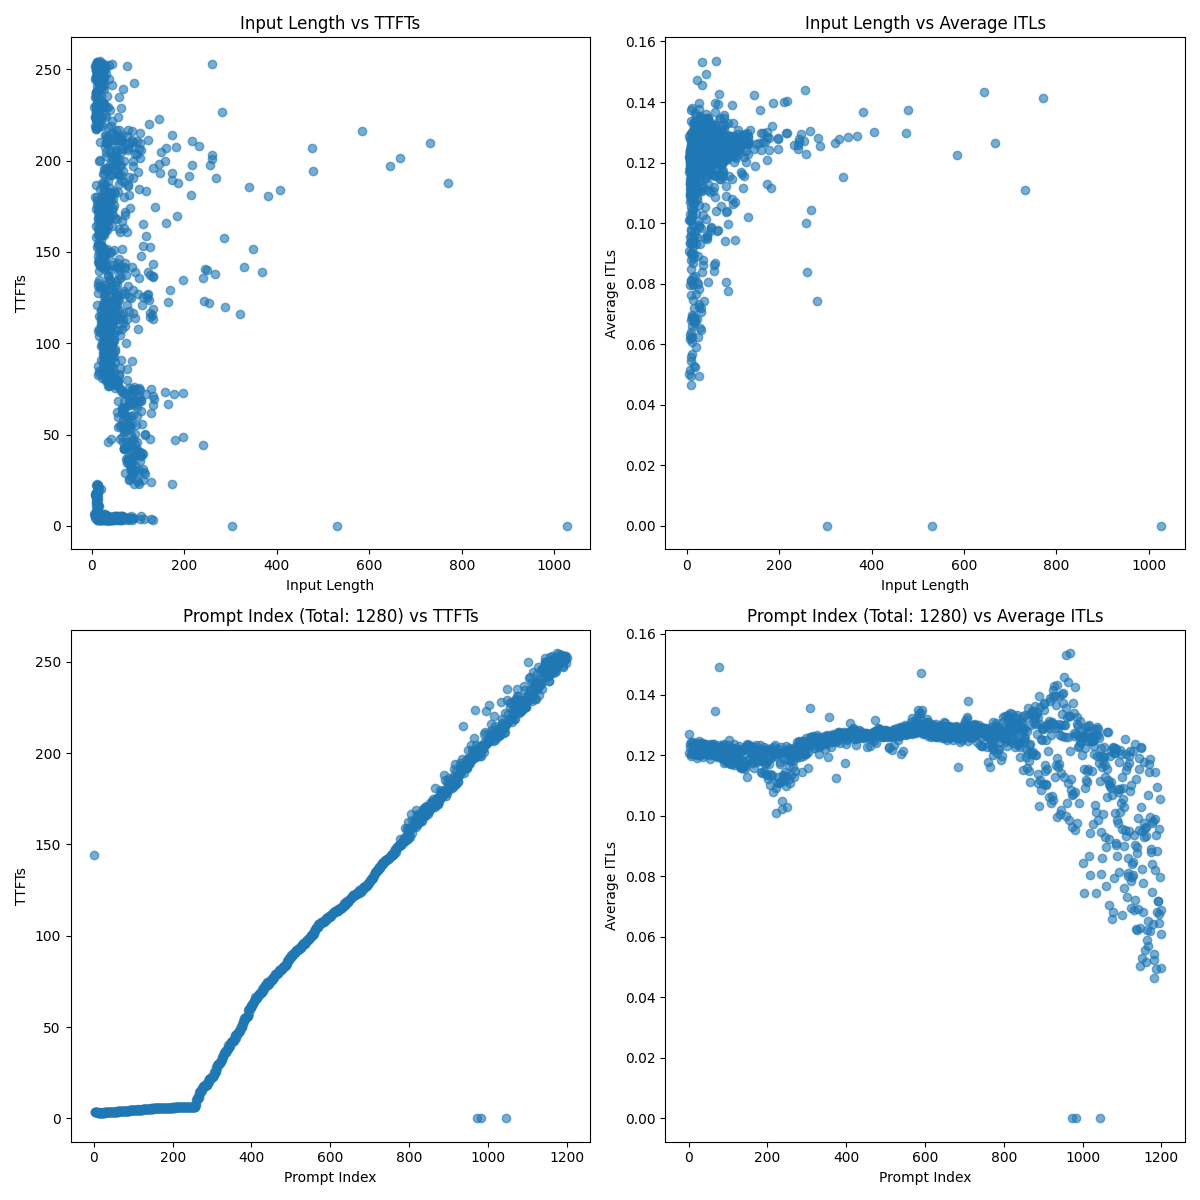 Input Length vs TTFTs
TTFTs
250
200
150
100
50
0
0 200 400 600 800 1000
Input Length
Input Length vs Average ITLs
Average ITLs
0.16
0.14
0.12
0.10
0.08
0.06
0.04
0.02
0.00
0 200 400 600 800 1000
Input Length
Prompt Index (Total: 1280) vs TTFTs
TTFTs
250
200
150
100
50
0
0 200 400 600 800 1000 1200
Prompt Index
Prompt Index (Total: 1280) vs Average ITLs
Average ITLs
0.16
0.14
0.12
0.10
0.08
0.06
0.04
0.02
0.00
0 200 400 600 800 1000 1200
Prompt Index